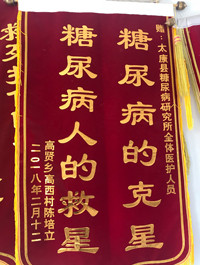 赠：太康县糖尿病研究所全体医护人员
糖尿病的克星
糖尿病人的救星
高贤乡高西村陈培立
二〇一八年二月十二